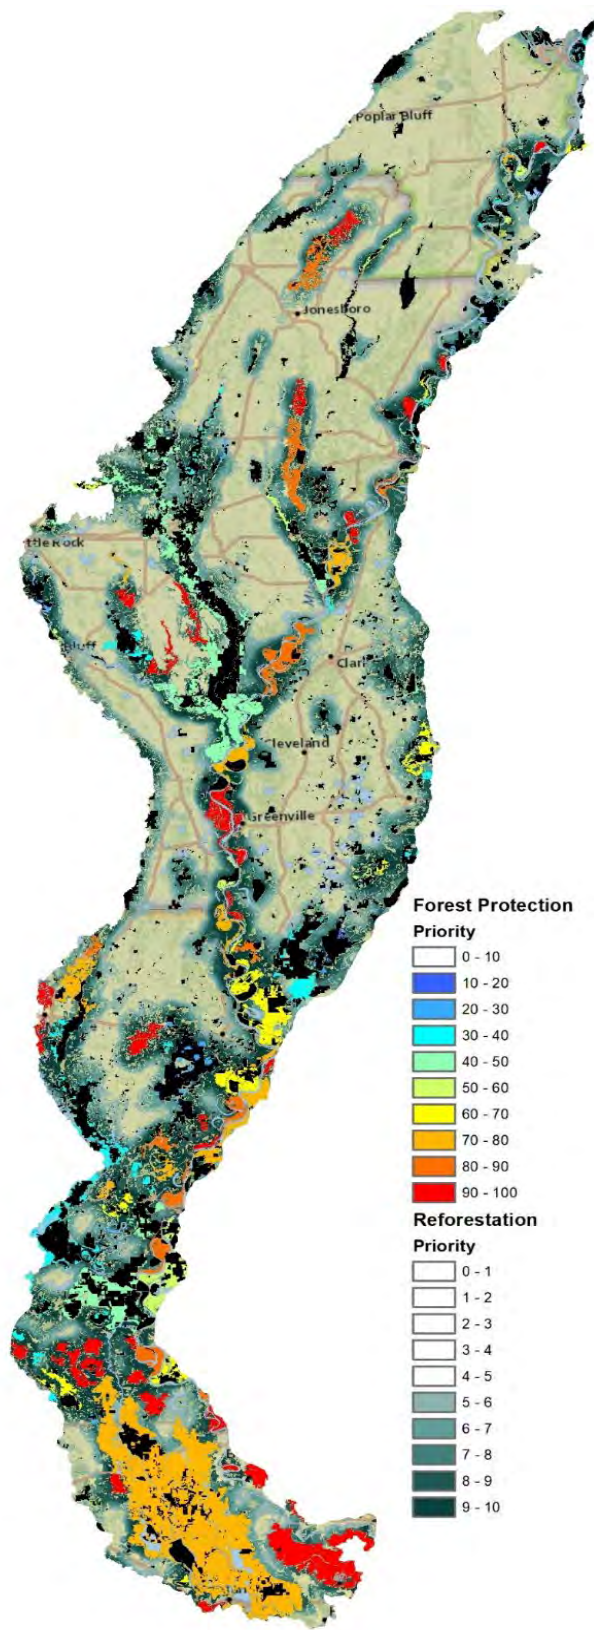 Poplar Bluff
Jonesboro
ttle Rock
Bluff
Clark
Cleveland
Greenville
Forest Protection
Priority
0 - 10
10 - 20
20 - 30
30 - 40
40 - 50
50 - 60
60 - 70
70 - 80
80 - 90
90 - 100
Reforestation
Priority
0 - 1
1 - 2
2 - 3
3 - 4
4 - 5
5 - 6
6 - 7
7 - 8
8 - 9
9 - 10